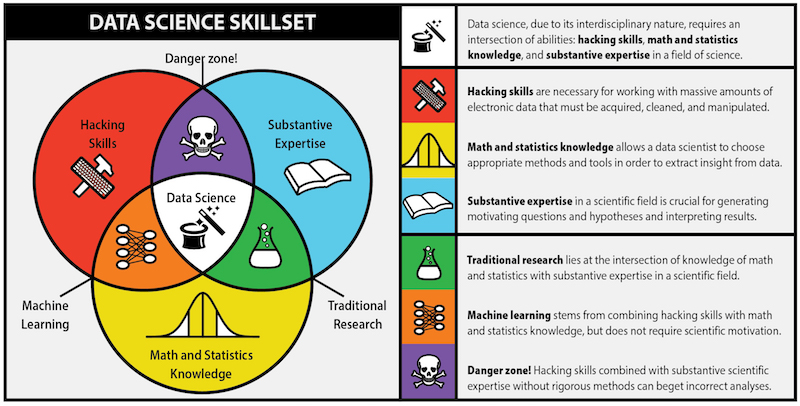 DATA SCIENCE SKILLSET
Danger zone!
Hacking
Skills
Substantive
Expertise
Data Science
Machine
Learning
Traditional
Research
Math and Statistics
Knowledge
Data science, due to its interdisciplinary nature, requires an
intersection of abilities: hacking skills, math and statistics
knowledge, and substantive expertise in a field of science.
Hacking skills are necessary for working with massive amounts of
electronic data that must be acquired, cleaned, and manipulated.
Math and statistics knowledge allows a data scientist to choose
appropriate methods and tools in order to extract insight from data.
Substantive expertise in a scientific field is crucial for generating
motivating questions and hypotheses and interpreting results.
Traditional research lies at the intersection of knowledge of math
and statistics with substantive expertise in a scientific field.
Machine learning stems from combining hacking skills with math
and statistics knowledge, but does not require scientific motivation.
Danger zone! Hacking skills combined with substantive scientific
expertise without rigorous methods can beget incorrect analyses.